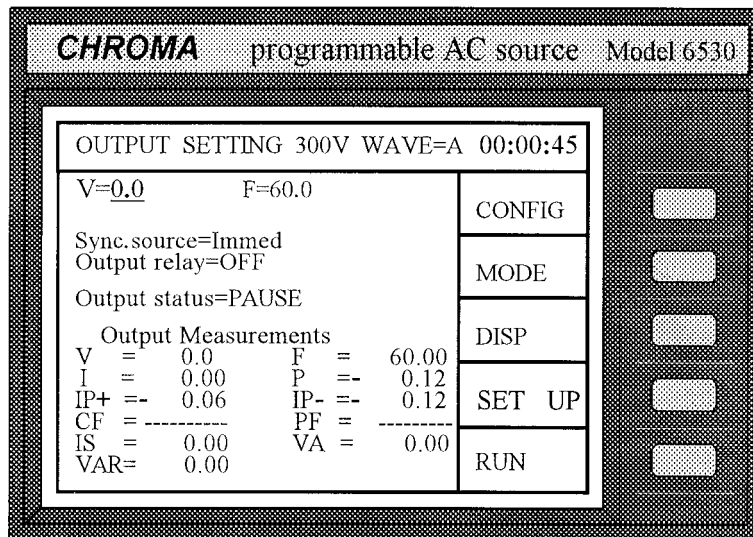 CHROMA programmable AC source Model 6530
OUTPUT SETTING 300V WAVE=A 00:00:45
V=0.0 F=60.0
CONFIG
Sync.source=Immed
Output relay=OFF
MODE
Output status=PAUSE
Output Measurements
DISP
V = 0.0 F = 60.00
I = 0.00 P =- 0.12
IP+ =- 0.06 IP- =- 0.12
SET UP
CF = ---------- PF = --------
IS = 0.00 VA = 0.00
VAR= 0.00
RUN